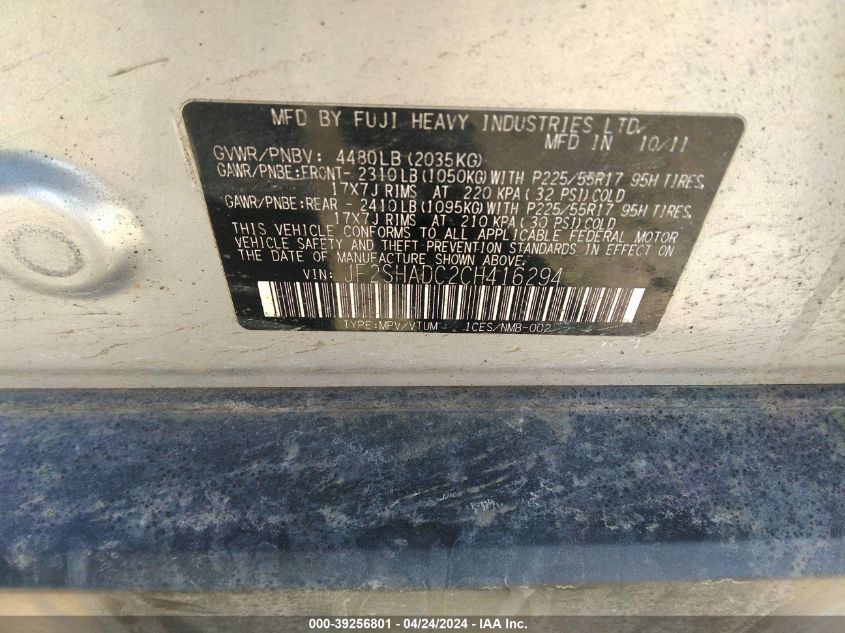 MFD BY FUJI HEAVY INDUSTRIES LTD.
MFD IN 10/11
GVWR/PNBV: 4480LB(2035KG)
GAWR/PNBE:FRONT- 2310LB(1050KG)WITH P225/55R17 95H TIRES,
17X7J RIMS AT 220 KPA(32 PSI)COLD
GAWR/PNBE:REAR - 2410LB(1095KG)WITH P225/55R17 95H TIRES,
17X7J RIMS AT 210 KPA(30 PSI)COLD
THIS VEHICLE CONFORMS TO ALL APPLICABLE FEDERAL MOTOR
VEHICLE SAFETY AND THEFT PREVENTION STANDARDS IN EFFECT ON
THE DATE OF MANUFACTURE SHOWN ABOVE.
VIN: JF2SHADC2CH416294
TYPE:MPV/VTUM ICES/NMB-002
000-39256801 - 04/24/2024 - IAA Inc.